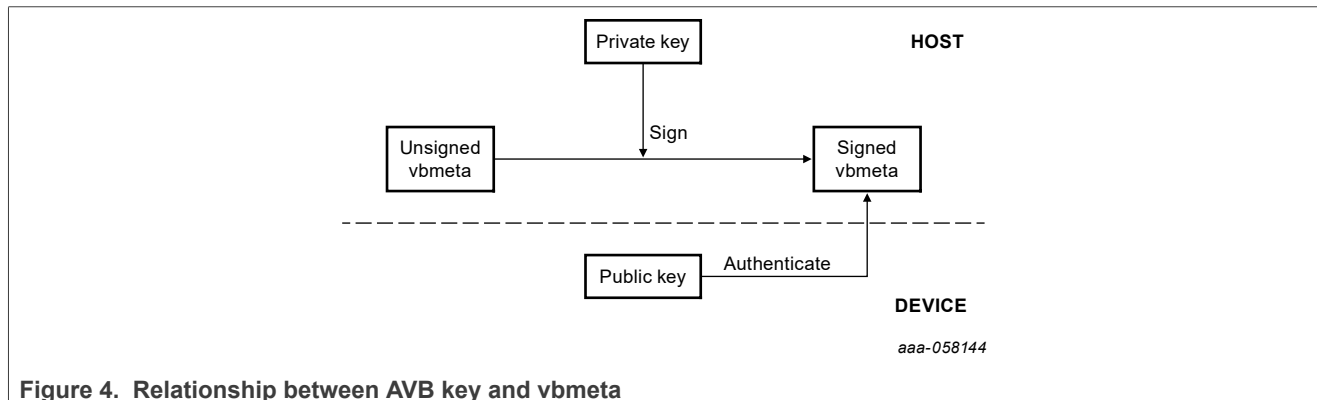 Private key
HOST
Sign
Unsigned
vbmeta
Signed
vbmeta
Public key
Authenticate
DEVICE
aaa-058144
Figure 4. Relationship between AVB key and vbmeta